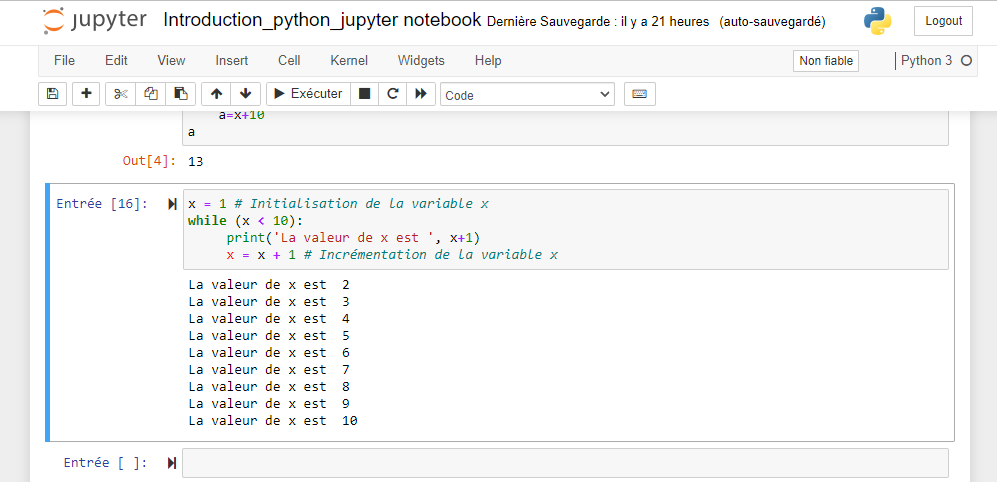 jupyter Introduction_python_jupyter notebook Dernière Sauvegarde : il y a 21 heures (auto-sauvegardé) Logout
File Edit View Insert Cell Kernel Widgets Help Non fiable Python 3
Exécuter Code
a=x+10
a
Out[4]: 13
Entrée [16]: x = 1 # Initialisation de la variable x
while (x < 10):
print('La valeur de x est ', x+1)
x = x + 1 # Incrémentation de la variable x
La valeur de x est  2
La valeur de x est  3
La valeur de x est  4
La valeur de x est  5
La valeur de x est  6
La valeur de x est  7
La valeur de x est  8
La valeur de x est  9
La valeur de x est  10
Entrée [ ]: